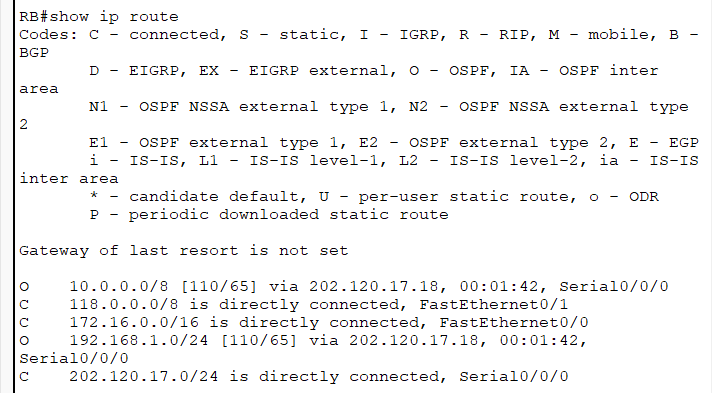 RB#show ip route
Codes: C - connected, S - static, I - IGRP, R - RIP, M - mobile, B -
BGP
D - EIGRP, EX - EIGRP external, O - OSPF, IA - OSPF inter
area
N1 - OSPF NSSA external type 1, N2 - OSPF NSSA external type
2
E1 - OSPF external type 1, E2 - OSPF external type 2, E - EGP
i - IS-IS, L1 - IS-IS level-1, L2 - IS-IS level-2, ia - IS-IS
inter area
* - candidate default, U - per-user static route, o - ODR
P - periodic downloaded static route
Gateway of last resort is not set
O 10.0.0.0/8 [110/65] via 202.120.17.18, 00:01:42, Serial0/0/0
C 118.0.0.0/8 is directly connected, FastEthernet0/1
C 172.16.0.0/16 is directly connected, FastEthernet0/0
O 192.168.1.0/24 [110/65] via 202.120.17.18, 00:01:42,
Serial0/0/0
C 202.120.17.0/24 is directly connected, Serial0/0/0